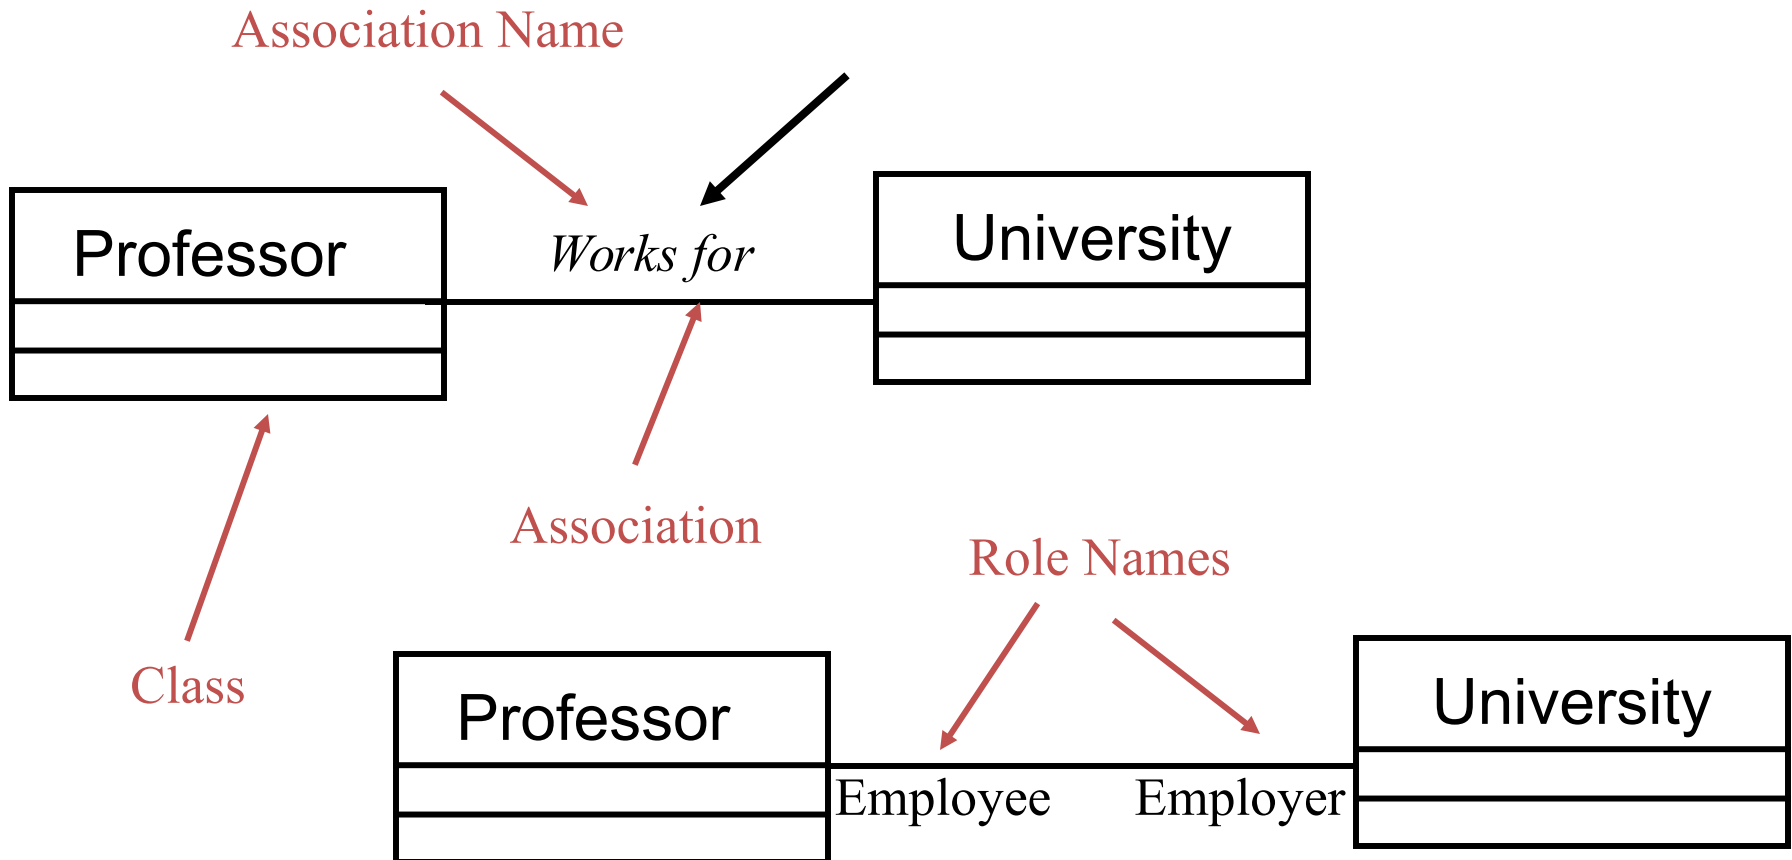 Association Name
Professor
Works for
University
Association
Role Names
Class
Professor
University
Employee
Employer